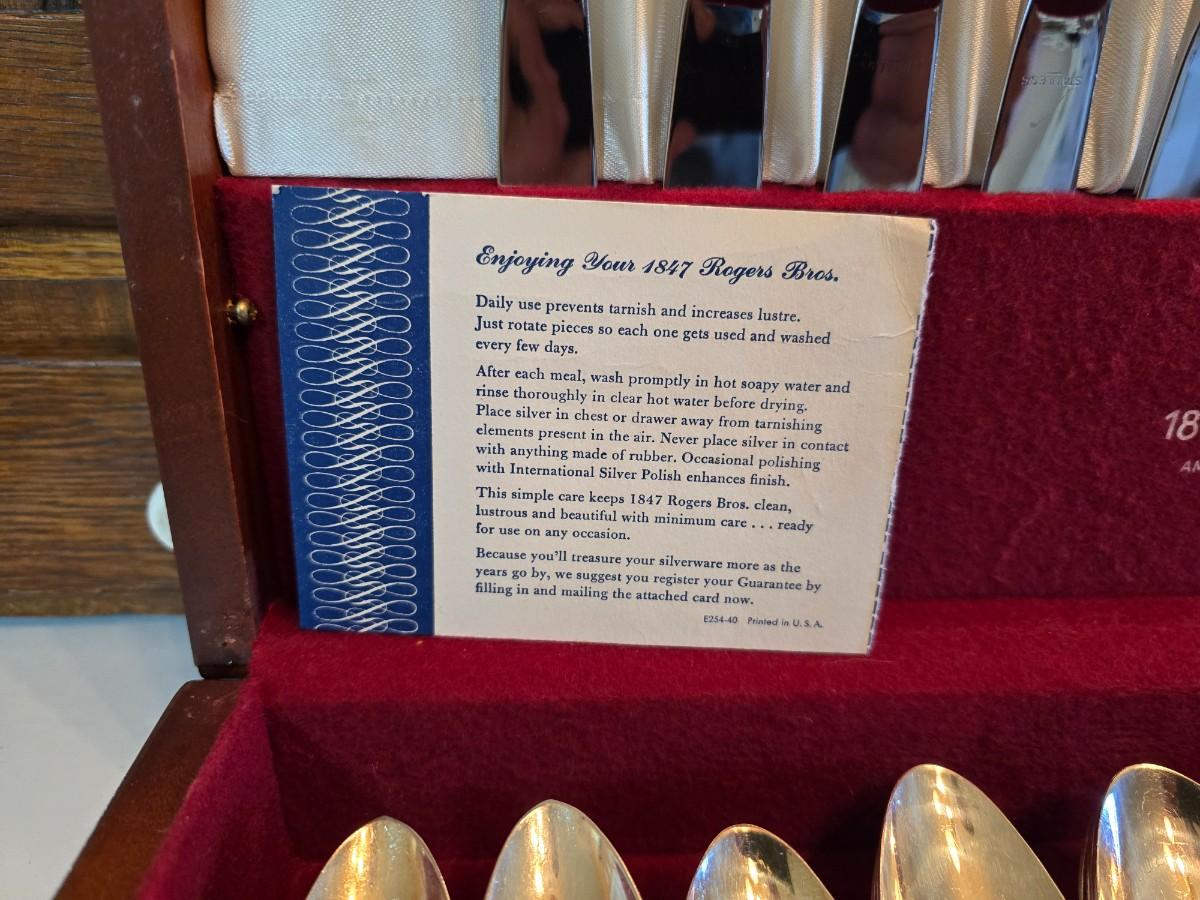 STAINLESS
Enjoying Your 1847 Rogers Bros.
Daily use prevents tarnish and increases lustre.
Just rotate pieces so each one gets used and washed
every few days.
After each meal, wash promptly in hot soapy water and
rinse thoroughly in clear hot water before drying.
Place silver in chest or drawer away from tarnishing
elements present in the air. Never place silver in contact
with anything made of rubber. Occasional polishing
with International Silver Polish enhances finish.
This simple care keeps 1847 Rogers Bros. clean,
lustrous and beautiful with minimum care . . . ready
for use on any occasion.
Because you'll treasure your silverware more as the
years go by, we suggest you register your Guarantee by
filling in and mailing the attached card now.
E254-40 Printed in U. S. A.
18
AM